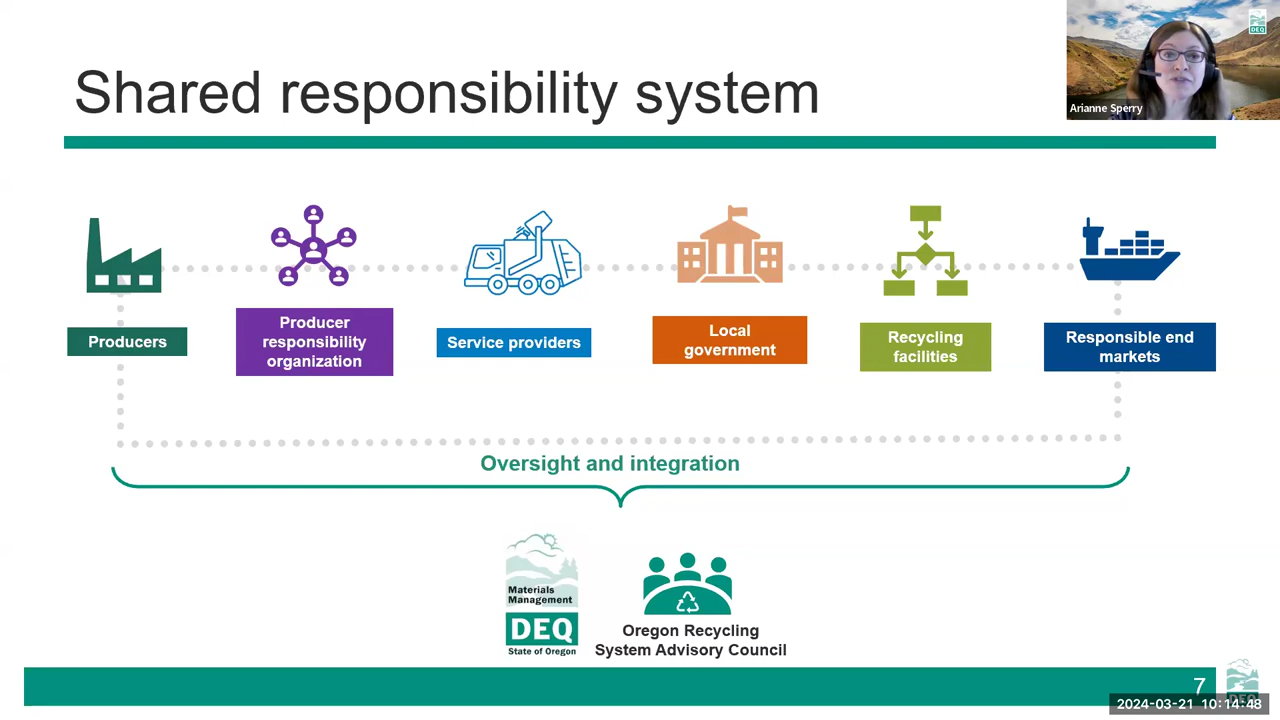 Shared responsibility system
DEQ
Arianne Sperry
Producers
Producer
responsibility
organization
Service providers
Local
government
Recycling
facilities
Responsible end
markets
Oversight and integration
Materials
Management
DEQ
State of Oregon
Oregon Recycling
System Advisory Council
7
DEQ
2024-03-21 10:14:48